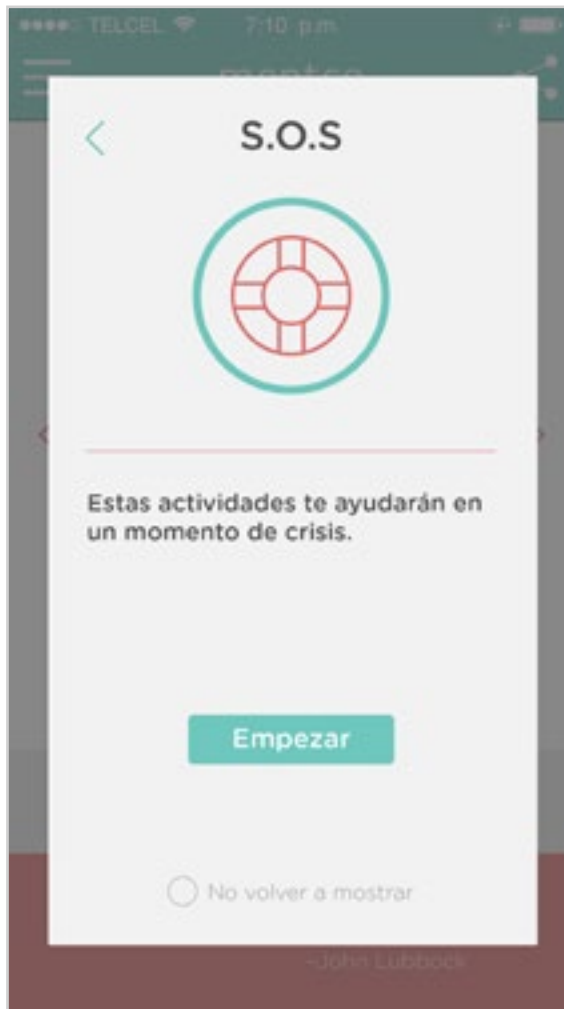 TELCEL 7:10 p.m.
S.O.S
Estas actividades te ayudarán en
un momento de crisis.
Empezar
No volver a mostrar
-John Lubbock